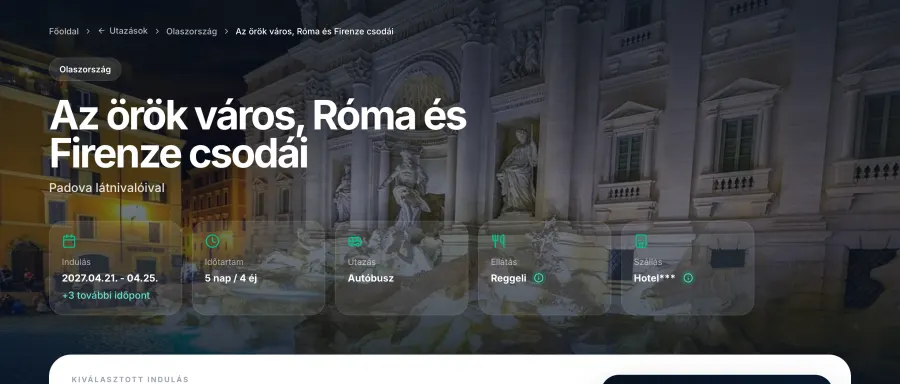 Főoldal > ← Utazások > Olaszország > Az örök város, Róma és Firenze csodái
Olaszország
Az örök város, Róma és
Firenze csodái
Padova látnivalóival
Indulás
2027.04.21. - 04.25.
+3 további időpont
Időtartam
5 nap / 4 éj
Utazás
Autóbusz
Ellátás
Reggeli
Szállás
Hotel***
KIVÁLASZTOTT INDULÁS